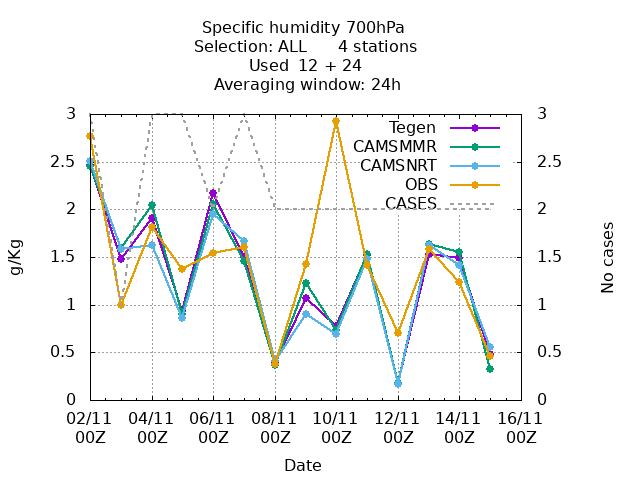 Specific humidity 700hPa
Selection: ALL      4 stations
Used  12 + 24
Averaging window: 24h
3 3
Tegen
CAMSMMR
2.5 2.5
CAMSNRT
OBS
CASES
2 2
1.5 1.5
1 1
0.5 0.5
0 0
g/Kg
No cases
02/11 04/11 06/11 08/11 10/11 12/11 14/11 16/11
00Z 00Z 00Z 00Z 00Z 00Z 00Z 00Z
Date